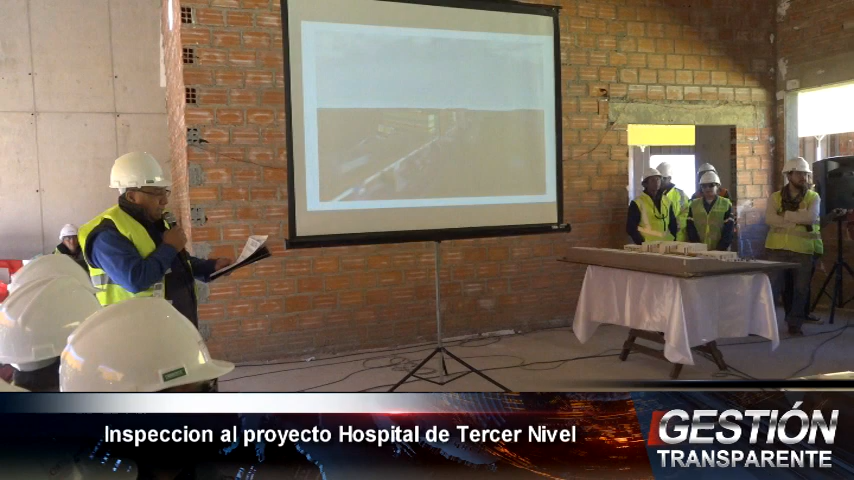 Inspeccion al proyecto Hospital de Tercer Nivel
GESTIÓN
TRANSPARENTE